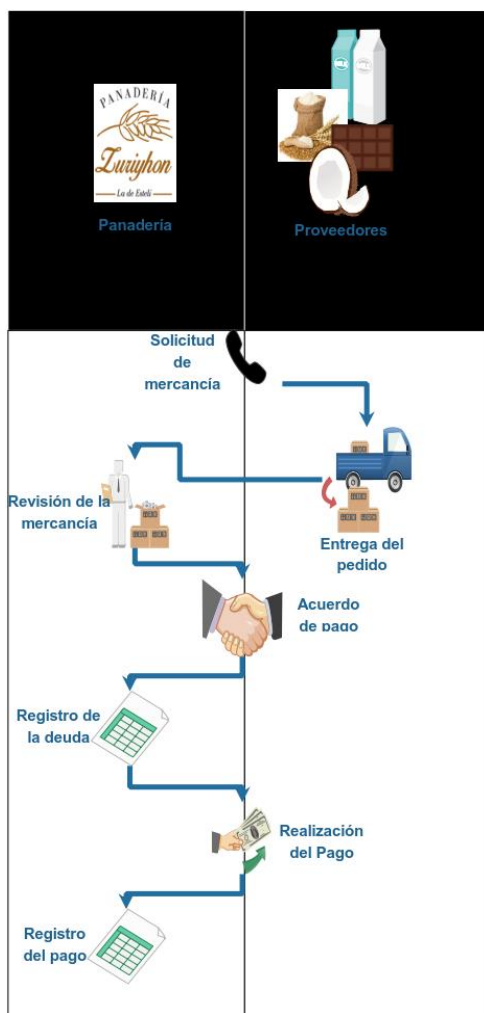 PANADERÍA
Zuriyhon
La de Estelí
Panadería
Proveedores
Solicitud
de
mercancía
Revisión de la
mercancía
Entrega del
pedido
Acuerdo
de pago
Registro de
la deuda
Realización
del Pago
Registro
del pago